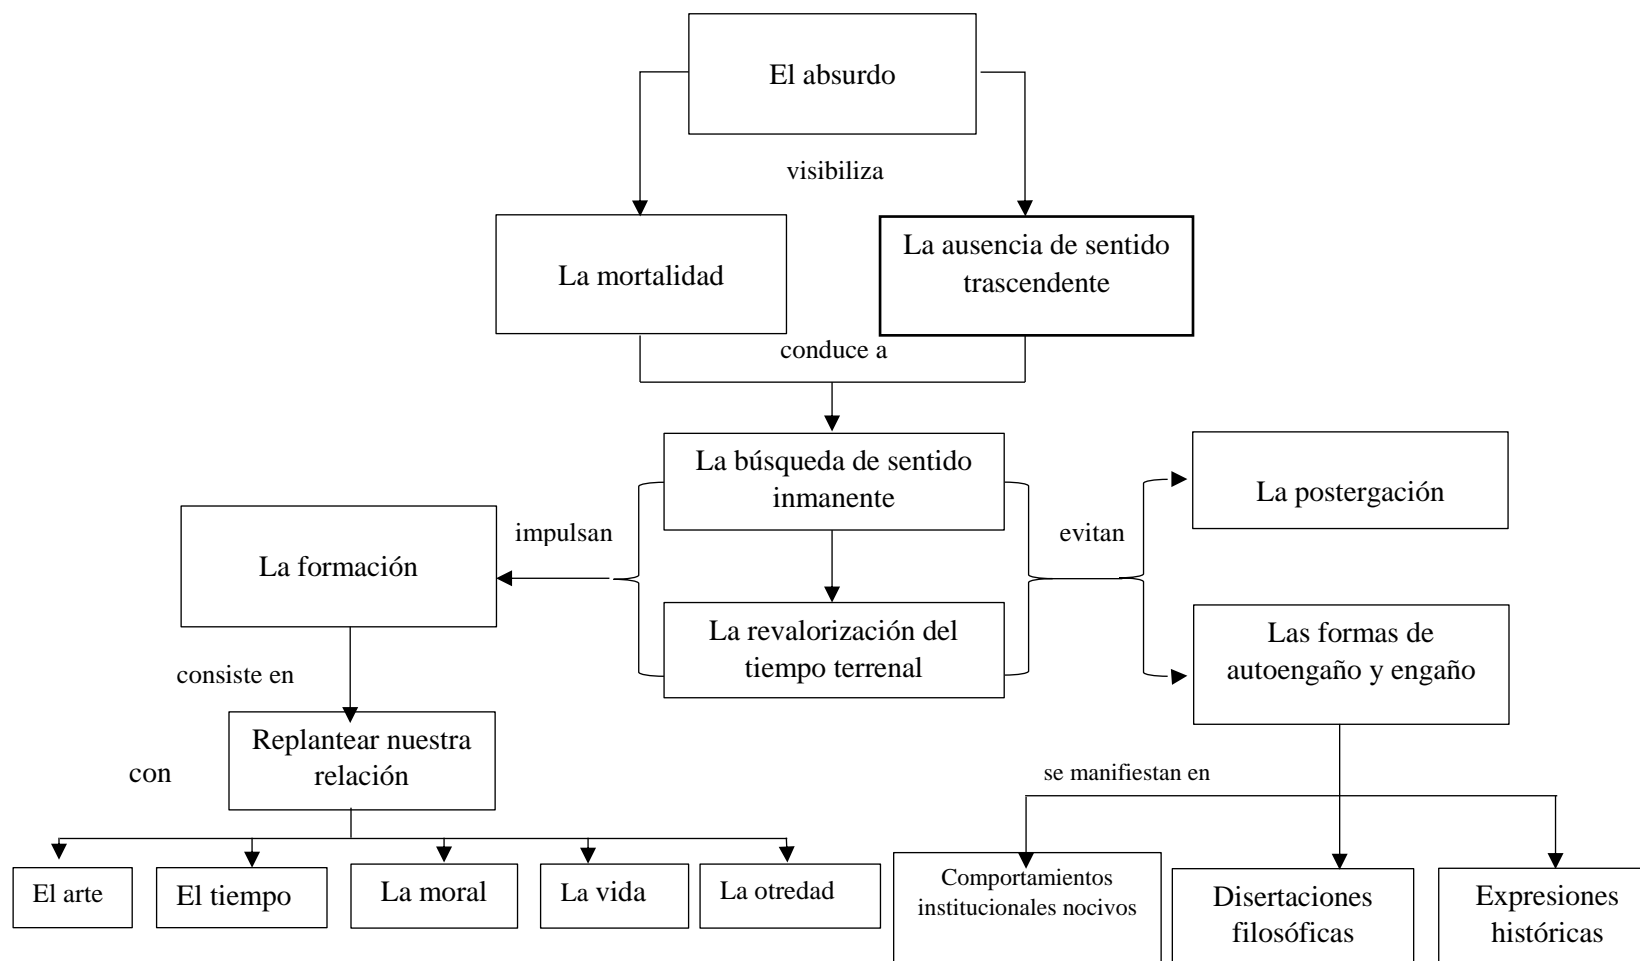 El absurdo
visibiliza
La mortalidad
La ausencia de sentido
trascendente
conduce a
La búsqueda de sentido
inmanente
La postergación
impulsan
evitan
La formación
La revalorización del
tiempo terrenal
Las formas de
autoengaño y engaño
consiste en
Replantear nuestra
relación
con
se manifiestan en
El arte
El tiempo
La moral
La vida
La otredad
Comportamientos
institucionales nocivos
Disertaciones
filosóficas
Expresiones
históricas